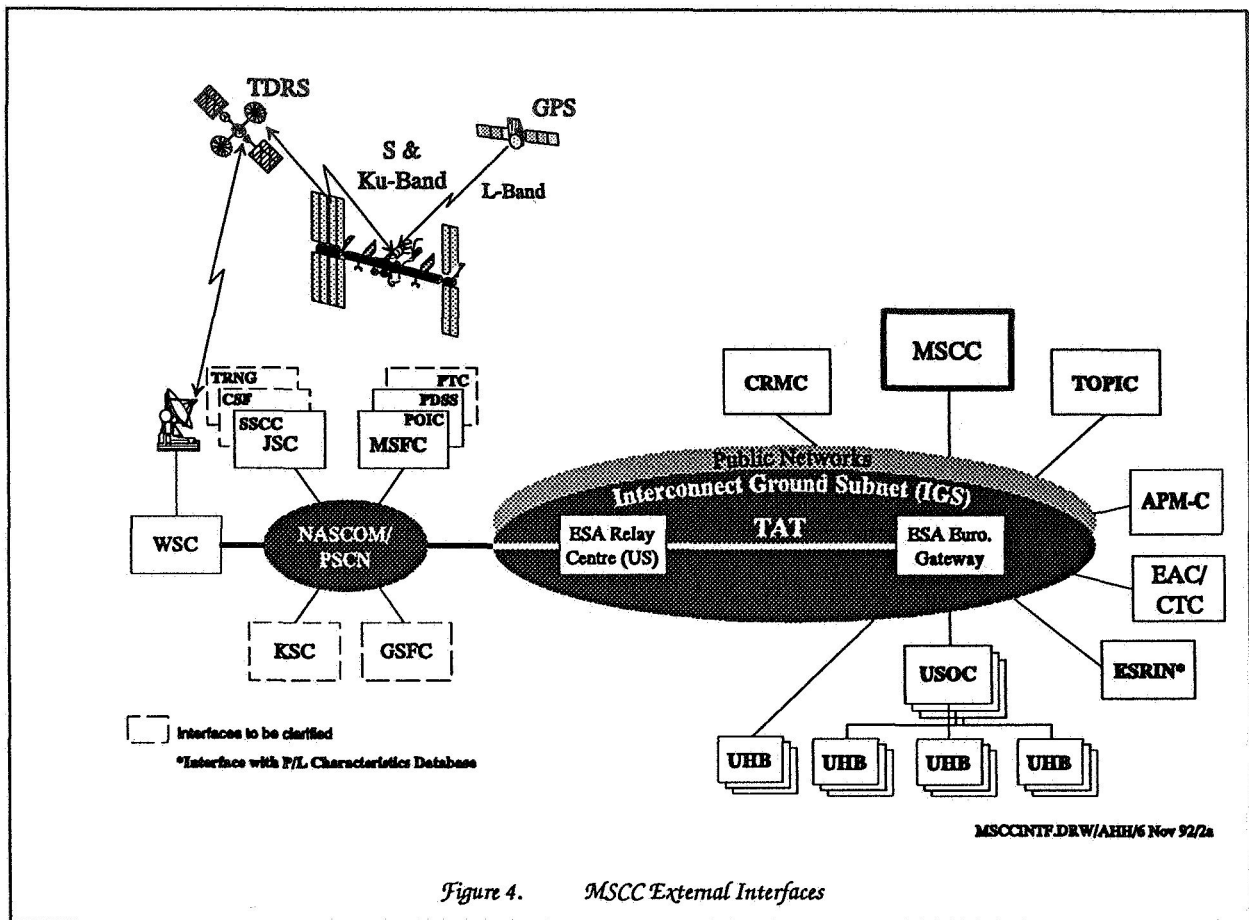 TDRS
GPS
S &
Ku-Band
L-Band
TRNG
CSF
SSCC
JSC
PTC
PDSS
POIC
MSFC
MSCC
CRMC
TOPIC
Public Networks
Interconnect Ground Subnet (IGS)
TAT
APM-C
WSC
NASCOM/
PSCN
ESA Relay
Centre (US)
ESA Euro.
Gateway
EAC/
CTC
KSC
GSFC
USOC
ESRIN*
Interfaces to be clarified
*Interface with P/L Characteristics Database
UHB
UHB
UHB
UHB
MSCCINTF.DRW/AHH/6 Nov 92/2a
Figure 4. MSCC External Interfaces